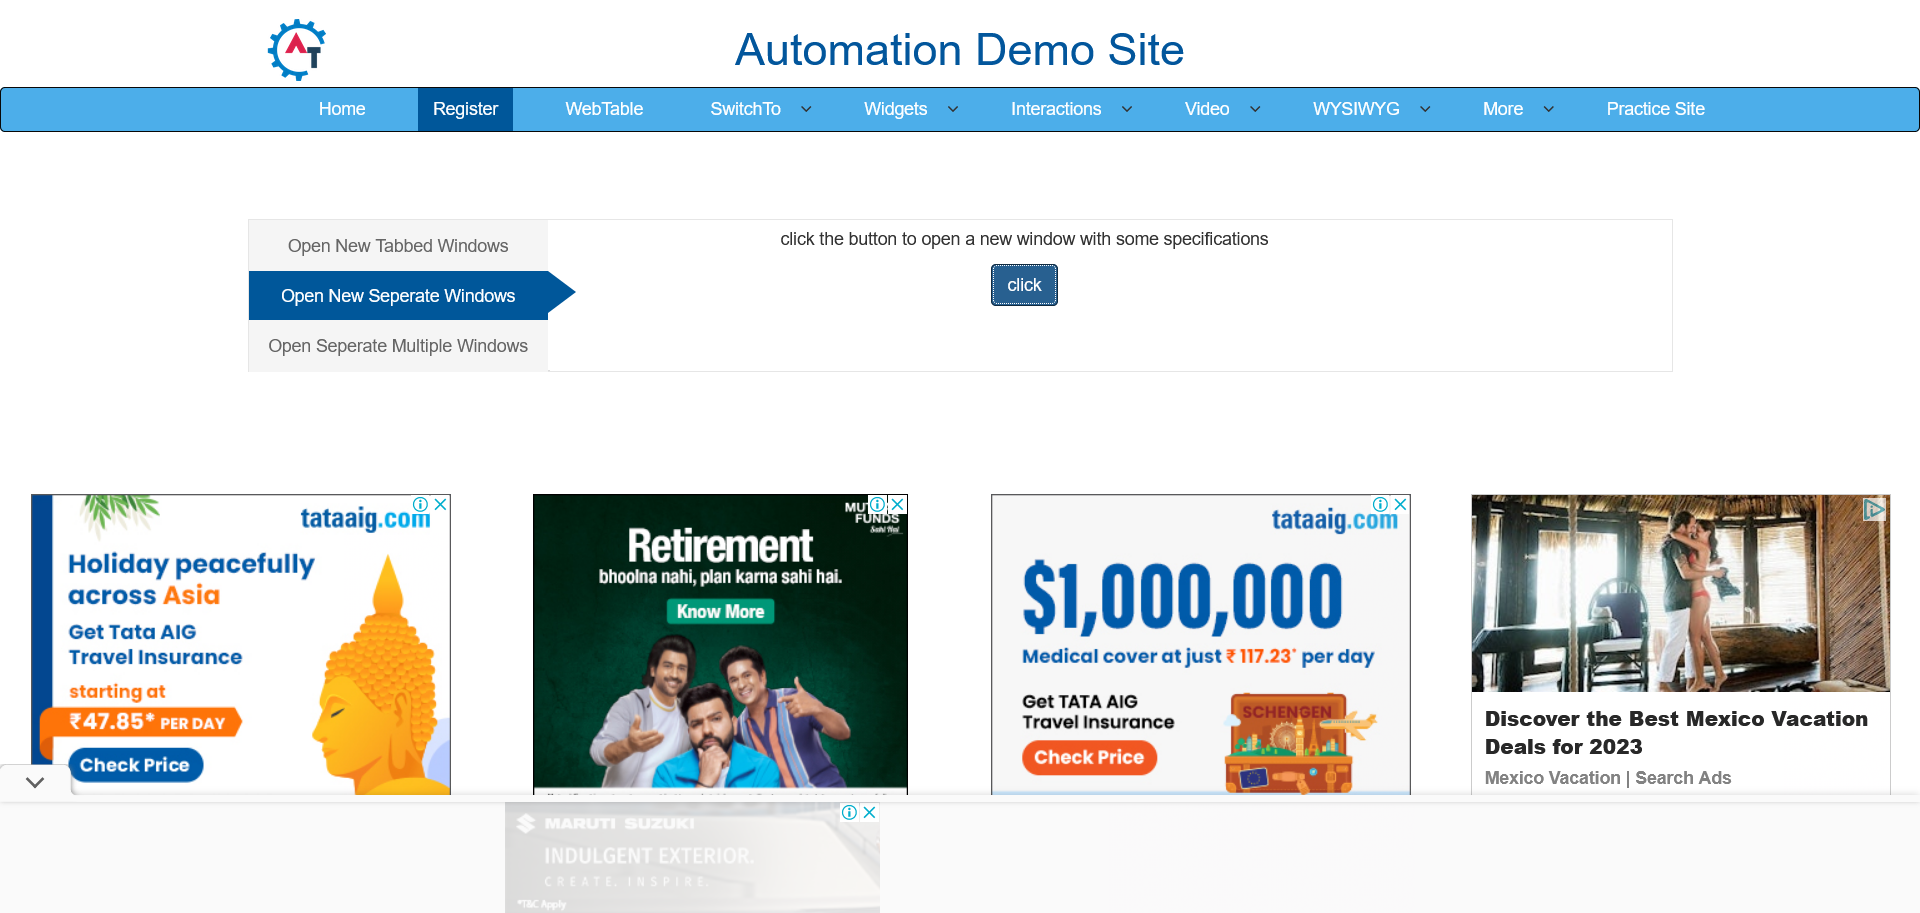 AT
Automation Demo Site
Home Register WebTable SwitchTo Widgets Interactions Video WYSIWYG More Practice Site
Open New Tabbed Windows
Open New Seperate Windows
Open Seperate Multiple Windows
click the button to open a new window with some specifications
click
tataaig.com
Holiday peacefully
across Asia
Get Tata AIG
Travel Insurance
starting at
₹47.85* PER DAY
Check Price
FUNDS
Sahi Hai
Retirement
bhoolna nahi, plan karna sahi hai.
Know More
tataaig.com
$1,000,000
Medical cover at just ₹ 117.23* per day
Get TATA AIG
Travel Insurance
Check Price
SCHENGEN
Discover the Best Mexico Vacation
Deals for 2023
Mexico Vacation | Search Ads
MARUTI SUZUKI
INDULGENT EXTERIOR.
CREATE. INSPIRE.
*T&C Apply